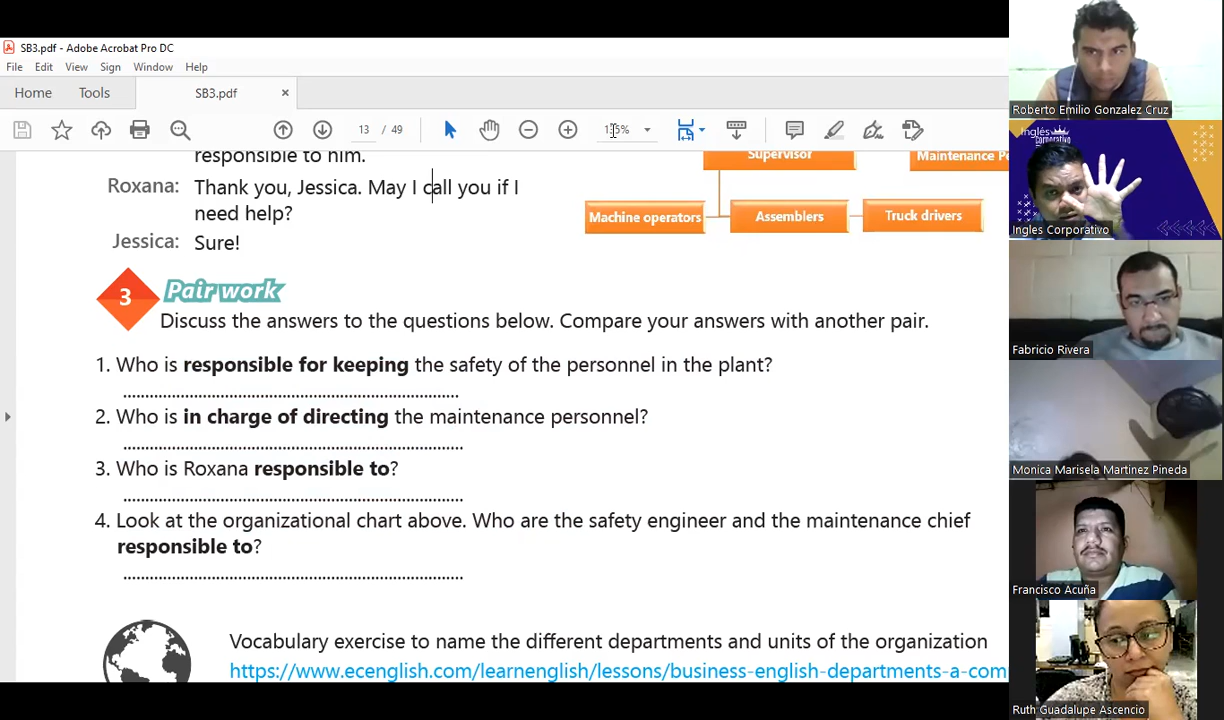 SB3.pdf - Adobe Acrobat Pro DC
File Edit View Sign Window Help
Home Tools SB3.pdf ×
13 / 49
responsible to him.
Roxana: Thank you, Jessica. May I call you if I
need help?
Jessica: Sure!
Supervisor
Maintenance
Machine operators Assemblers Truck drivers
3 Pair work
Discuss the answers to the questions below. Compare your answers with another pair.
1. Who is responsible for keeping the safety of the personnel in the plant?
2. Who is in charge of directing the maintenance personnel?
3. Who is Roxana responsible to?
4. Look at the organizational chart above. Who are the safety engineer and the maintenance chief
responsible to?
Vocabulary exercise to name the different departments and units of the organization
https://www.ecenglish.com/learnenglish/lessons/business-english-departments-a-com
Roberto Emilio Gonzalez Cruz
Inglés
Corporativo
Ingles Corporativo
Fabricio Rivera
Monica Marisela Martinez Pineda
Francisco Acuña
Ruth Guadalupe Ascencio